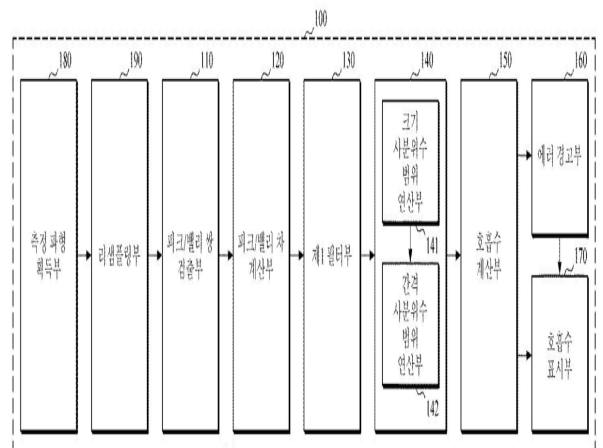 100
180
190
110
120
130
140
150
160
측정 파형
획득부
리샘플링부
피크/밸리 쌍
검출부
피크/밸리 차
계산부
제1 필터부
크기
사분위수
범위
연산부
141
간격
사분위수
범위
연산부
142
호흡수
계산부
에러 경고부
170
호흡수
표시부